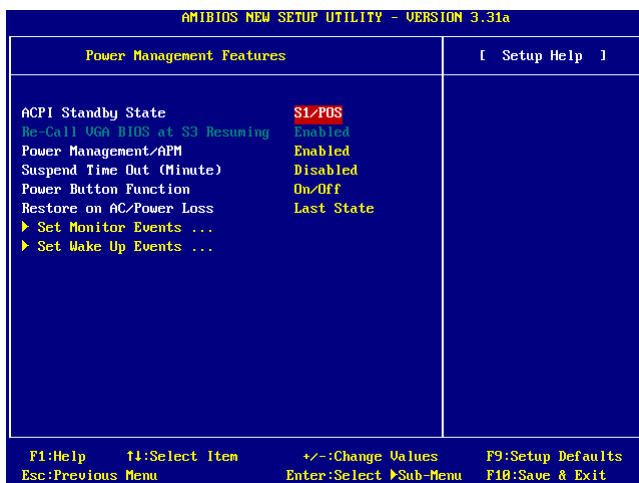 AMIBIOS NEW SETUP UTILITY - VERSION 3.31a
Power Management Features
[ Setup Help ]
ACPI Standby State S1/POS
Re-Call VGA BIOS at S3 Resuming Enabled
Power Management/APM Enabled
Suspend Time Out (Minute) Disabled
Power Button Function On/Off
Restore on AC/Power Loss Last State
▶ Set Monitor Events ...
▶ Set Wake Up Events ...
F1:Help ↑↓:Select Item +/-:Change Values F9:Setup Defaults
Esc:Previous Menu Enter:Select ▶Sub-Menu F10:Save & Exit